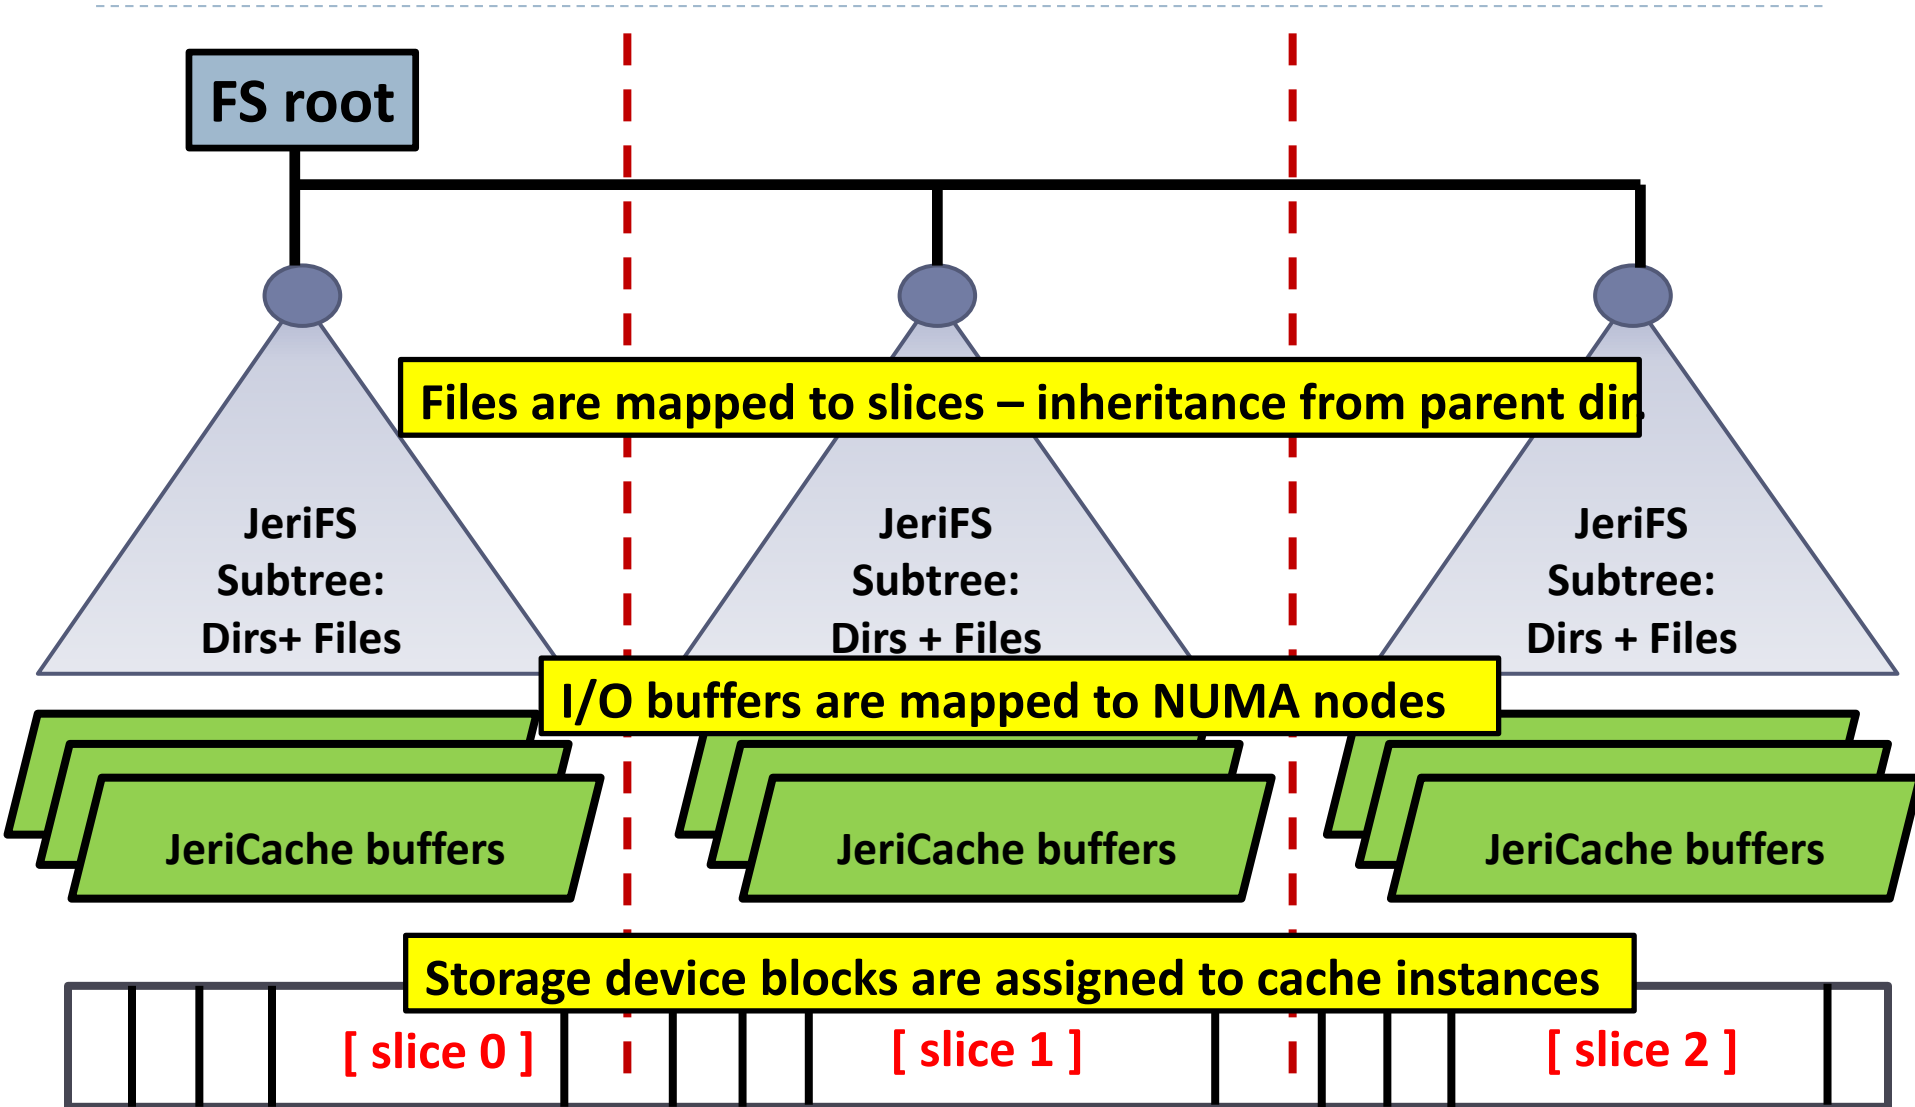 FS root
Files are mapped to slices – inheritance from parent dir.
JeriFS
Subtree:
Dirs+ Files
JeriFS
Subtree:
Dirs + Files
JeriFS
Subtree:
Dirs + Files
I/O buffers are mapped to NUMA nodes
JeriCache buffers
JeriCache buffers
JeriCache buffers
Storage device blocks are assigned to cache instances
[ slice 0 ]
[ slice 1 ]
[ slice 2 ]